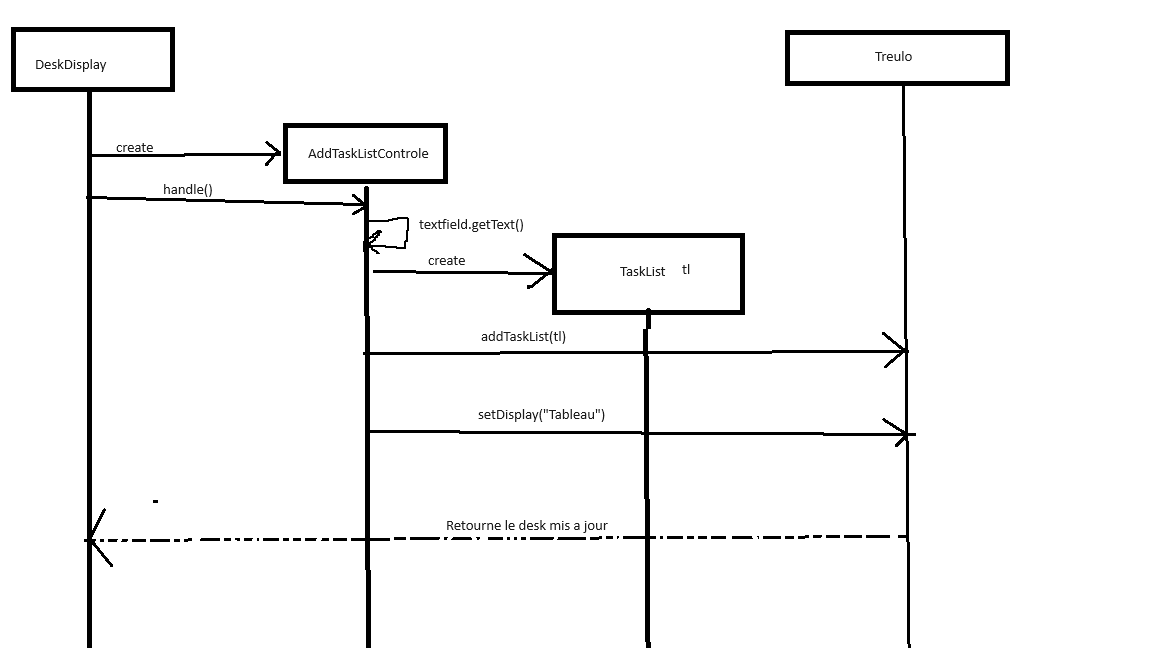 DeskDisplay
Treulo
create
AddTaskListControle
handle()
textfield.getText()
create
TaskList tl
addTaskList(tl)
setDisplay("Tableau")
Retourne le desk mis a jour